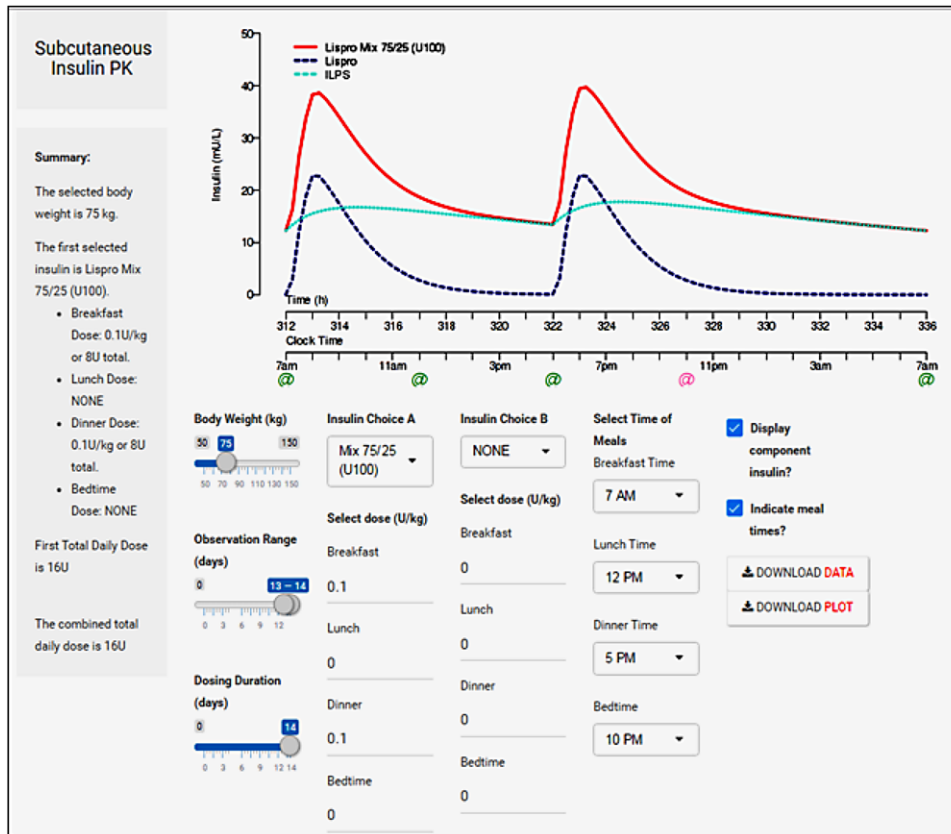 Subcutaneous
Insulin PK
Summary:
The selected body
weight is 75 kg.
The first selected
insulin is Lispro Mix
75/25 (U100).
• Breakfast
Dose: 0.1U/kg
or 8U total.
• Lunch Dose:
NONE
• Dinner Dose:
0.1U/kg or 8U
total.
• Bedtime
Dose: NONE
First Total Daily Dose
is 16U
The combined total
daily dose is 16U
Insulin (mU/L)
50
40
30
20
10
0
Lispro Mix 75/25 (U100)
Lispro
ILPS
Time (h)
312 314 316 318 320 322 324 326 328 330 332 334 336
Clock Time
7am 11am 3pm 7pm 11pm 3am 7am
@ @ @ @ @
Body Weight (kg)
50 75 150
50 70 90 110 130 150
Observation Range
(days)
0 13 – 14
0 3 6 9 12
Dosing Duration
(days)
0 14
0 3 6 9 12 14
Insulin Choice A
Mix 75/25
(U100)
Select dose (U/kg)
Breakfast
0.1
Lunch
0
Dinner
0.1
Bedtime
0
Insulin Choice B
NONE
Select dose (U/kg)
Breakfast
0
Lunch
0
Dinner
0
Bedtime
0
Select Time of
Meals
Breakfast Time
7 AM
Lunch Time
12 PM
Dinner Time
5 PM
Bedtime
10 PM
Display
component
insulin?
Indicate meal
times?
DOWNLOAD DATA
DOWNLOAD PLOT